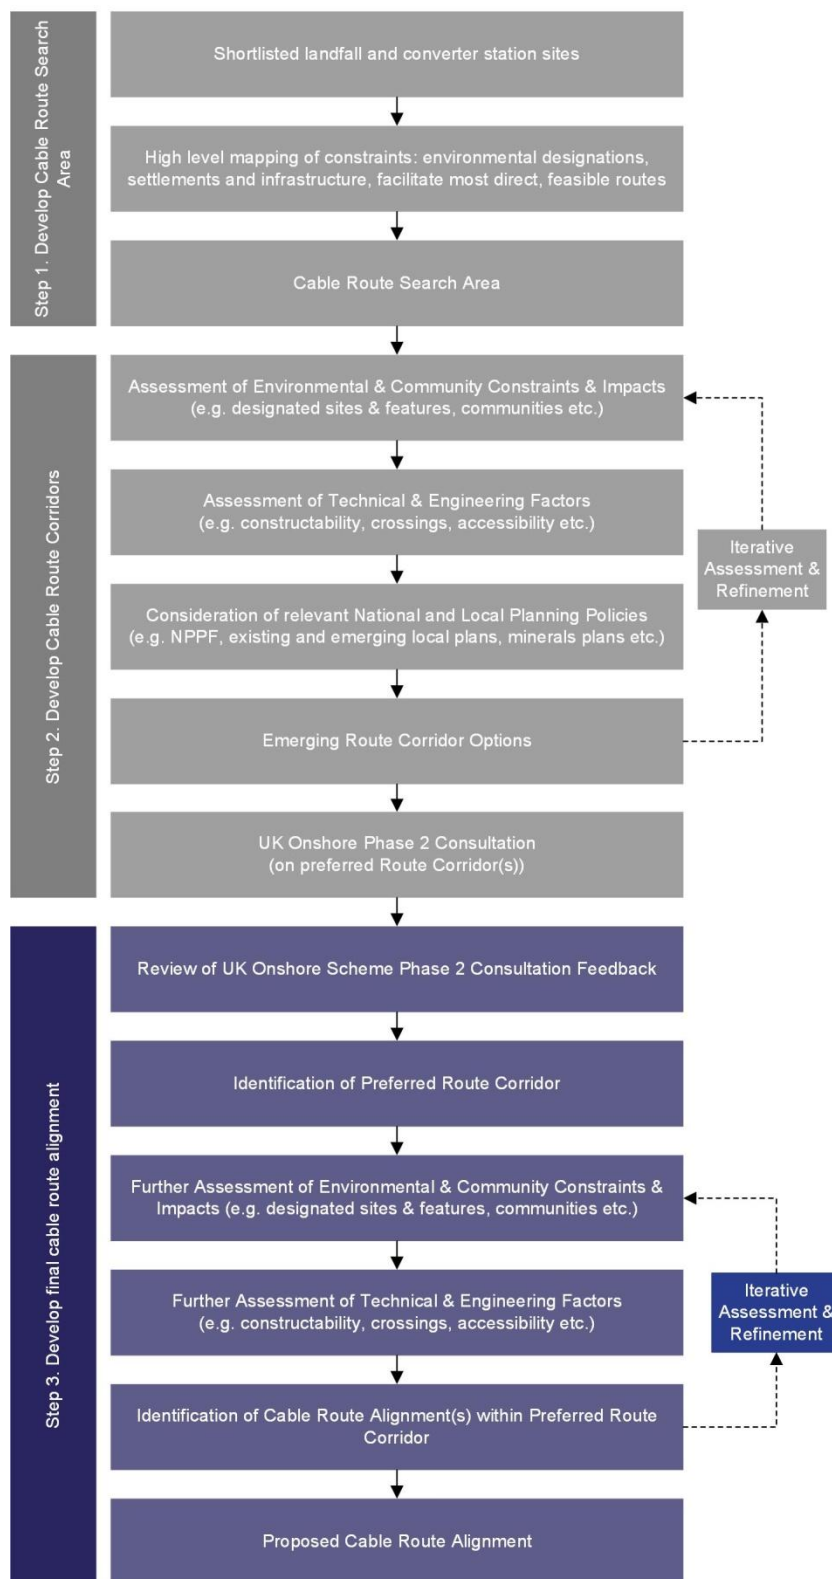 Step 1. Develop Cable Route Search
Area
Shortlisted landfall and converter station sites
High level mapping of constraints: environmental designations,
settlements and infrastructure, facilitate most direct, feasible routes
Cable Route Search Area
Step 2. Develop Cable Route Corridors
Assessment of Environmental & Community Constraints & Impacts
(e.g. designated sites & features, communities etc.)
Assessment of Technical & Engineering Factors
(e.g. constructability, crossings, accessibility etc.)
Iterative
Assessment &
Refinement
Consideration of relevant National and Local Planning Policies
(e.g. NPPF, existing and emerging local plans, minerals plans etc.)
Emerging Route Corridor Options
UK Onshore Phase 2 Consultation
(on preferred Route Corridor(s))
Step 3. Develop final cable route alignment
Review of UK Onshore Scheme Phase 2 Consultation Feedback
Identification of Preferred Route Corridor
Further Assessment of Environmental & Community Constraints &
Impacts (e.g. designated sites & features, communities etc.)
Further Assessment of Technical & Engineering Factors
(e.g. constructability, crossings, accessibility etc.)
Iterative
Assessment &
Refinement
Identification of Cable Route Alignment(s) within Preferred Route
Corridor
Proposed Cable Route Alignment